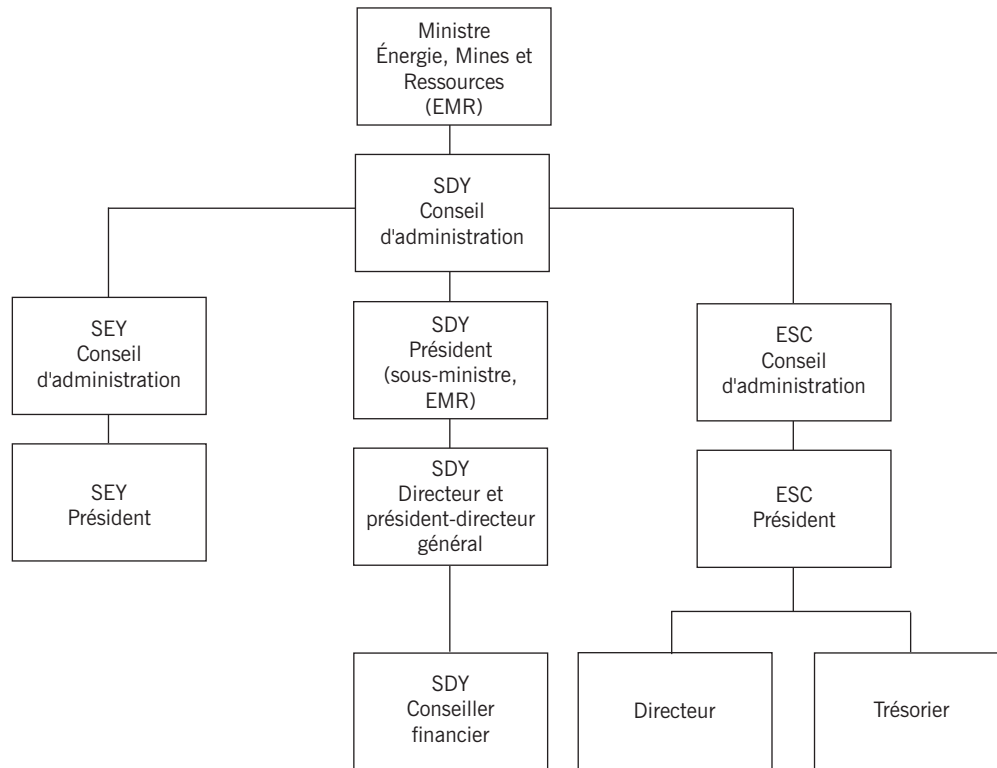 Ministre
Énergie, Mines et
Ressources
(EMR)
SDY
Conseil
d'administration
SEY
Conseil
d'administration
SDY
Président
(sous-ministre,
EMR)
ESC
Conseil
d'administration
SEY
Président
SDY
Directeur et
président-directeur
général
ESC
Président
SDY
Conseiller
financier
Directeur
Trésorier